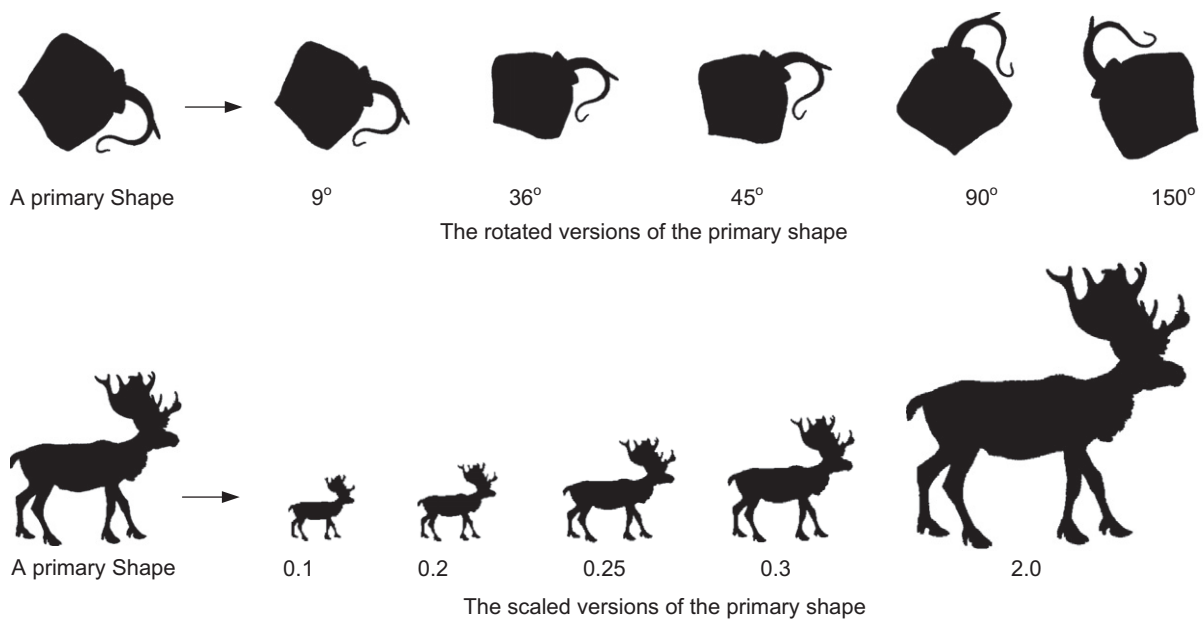 A primary Shape 9° 36° 45° 90° 150°
The rotated versions of the primary shape
A primary Shape 0.1 0.2 0.25 0.3 2.0
The scaled versions of the primary shape